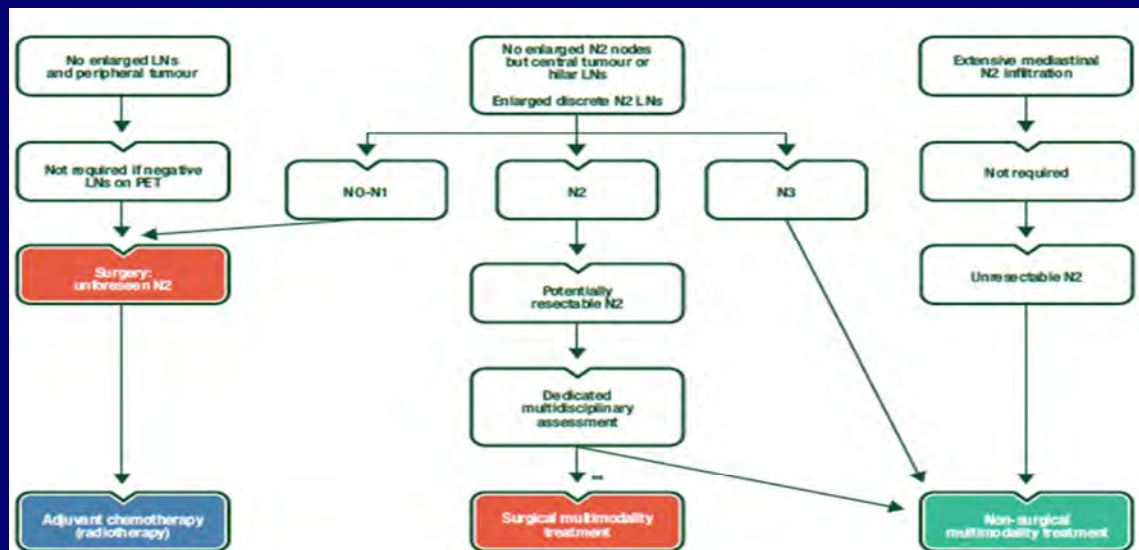 No enlarged LNs
and peripheral tumour
No enlarged N2 nodes
but central tumour or
hilar LNs
Enlarged discrete N2 LNs
Extensive mediastinal
N2 infiltration
Not required if negative
LNs on PET
N0-N1
N2
N3
Not required
Surgery:
unforeseen N2
Potentially
resectable N2
Unresectable N2
Dedicated
multidisciplinary
assessment
Adjuvant chemotherapy
(radiotherapy)
Surgical multimodality
treatment
Non-surgical
multimodality treatment